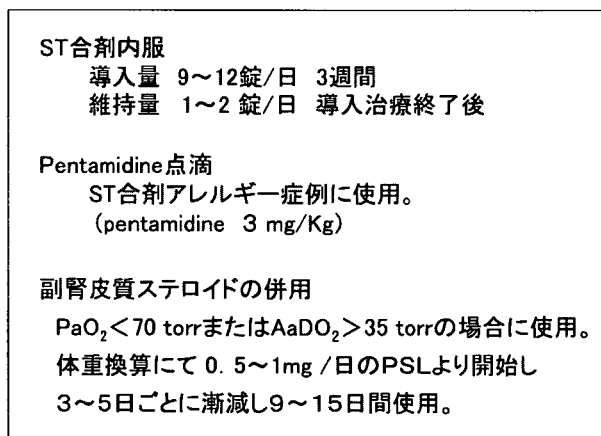 ST合剤内服
導入量 9～12錠/日 3週間
維持量 1～2 錠/日 導入治療終了後
Pentamidine点滴
ST合剤アレルギー症例に使用。
(pentamidine 3 mg/Kg)
副腎皮質ステロイドの併用
PaO₂＜70 torrまたはAaDO₂＞35 torrの場合に使用。
体重換算にて 0. 5～1mg /日のPSLより開始し
3～5日ごとに漸減し9～15日間使用。